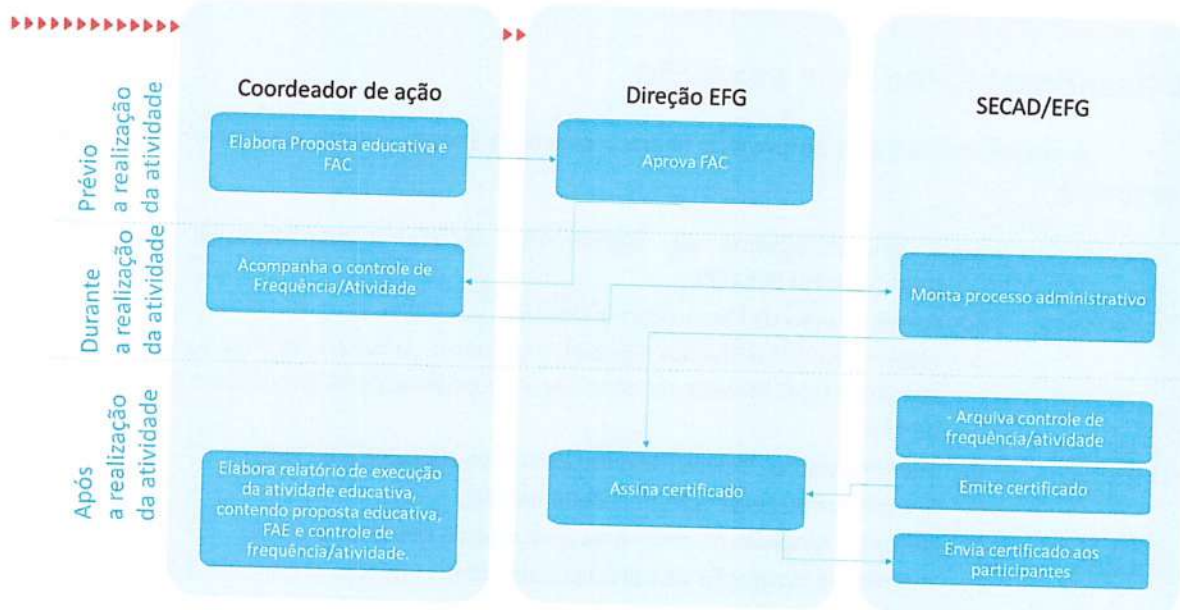 Coordeador de ação
Direção EFG
SECAD/EFG
Prévio
a realização
da atividade
Elabora Proposta educativa e
FAC
Aprova FAC
Durante
a realização
da atividade
Acompanha o controle de
Frequência/Atividade
Monta processo administrativo
Após
a realização
da atividade
Elabora relatório de execução
da atividade educativa,
contendo proposta educativa,
FAE e controle de
frequência/atividade.
Assina certificado
- Arquiva controle de
frequência/atividade
Emite certificado
Envia certificado aos
participantes